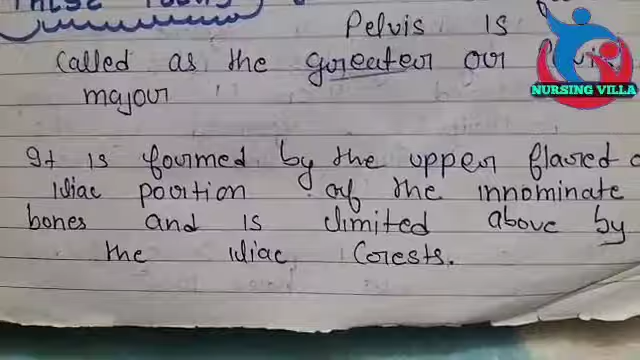 Pelvis is
called as the greater or
major
It is formed by the upper flared
iliac portion of the innominate
bones and is limited above by
the iliac Crests.
NURSING VILLA